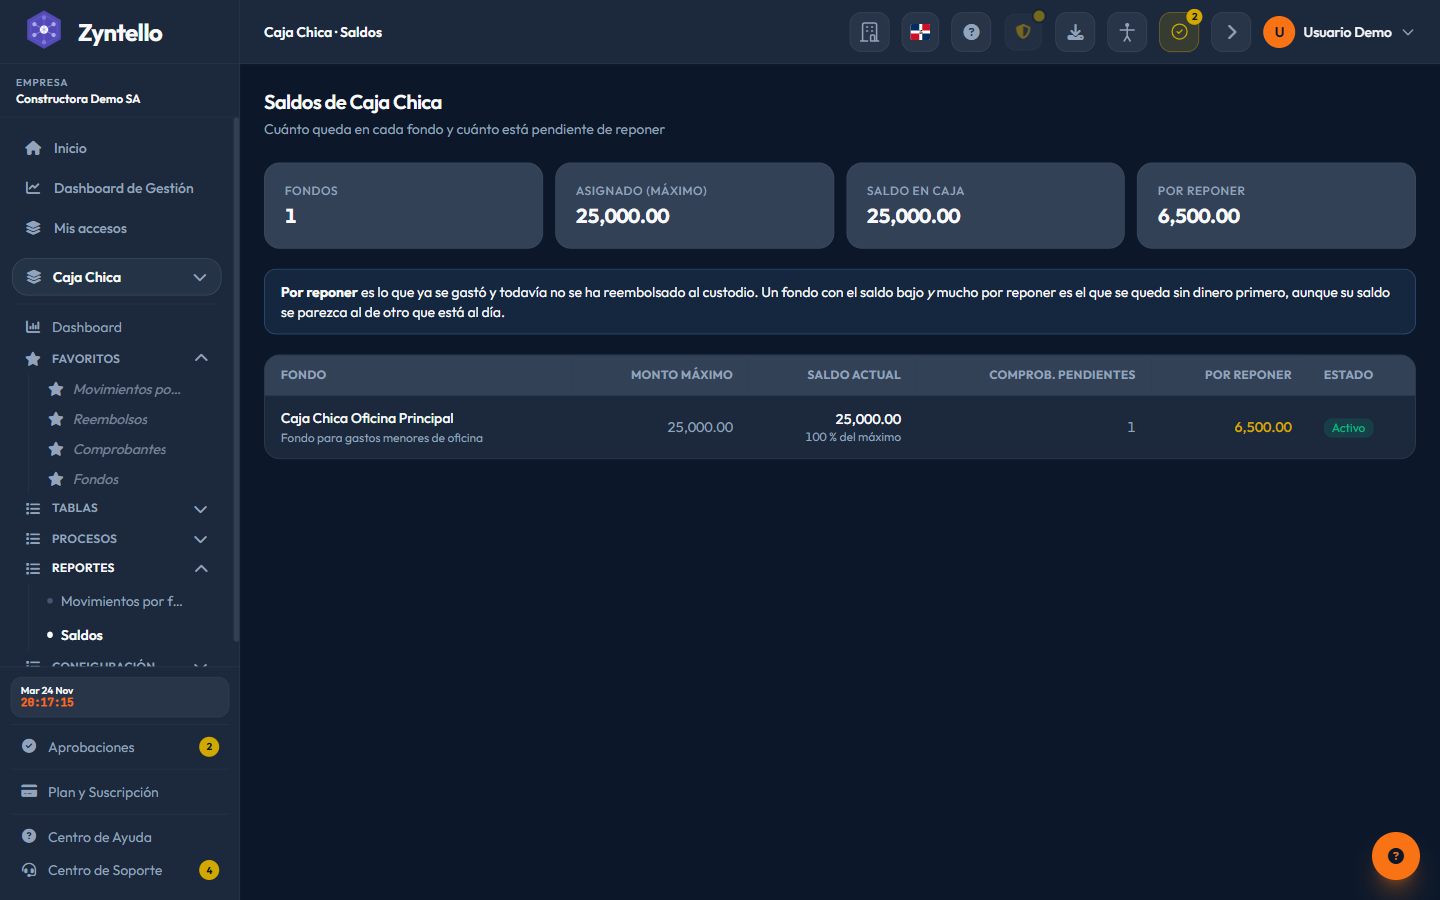 Zyntello
Caja Chica · Saldos
2
U
Usuario Demo
EMPRESA
Constructora Demo SA
Inicio
Dashboard de Gestión
Mis accesos
Caja Chica
Dashboard
FAVORITOS
Movimientos po...
Reembolsos
Comprobantes
Fondos
TABLAS
PROCESOS
REPORTES
Movimientos por f...
Saldos
CONFIGURACIÓN
Mar 24 Nov
20:17:15
Aprobaciones
2
Plan y Suscripción
Centro de Ayuda
Centro de Soporte
4
Saldos de Caja Chica
Cuánto queda en cada fondo y cuánto está pendiente de reponer
FONDOS
1
ASIGNADO (MÁXIMO)
25,000.00
SALDO EN CAJA
25,000.00
POR REPONER
6,500.00
Por reponer es lo que ya se gastó y todavía no se ha reembolsado al custodio. Un fondo con el saldo bajo y mucho por reponer es el que se queda sin dinero primero, aunque su saldo
se parezca al de otro que está al día.
FONDO MONTO MÁXIMO SALDO ACTUAL COMPROB. PENDIENTES POR REPONER ESTADO
Caja Chica Oficina Principal
Fondo para gastos menores de oficina
25,000.00
25,000.00
100 % del máximo
1
6,500.00
Activo